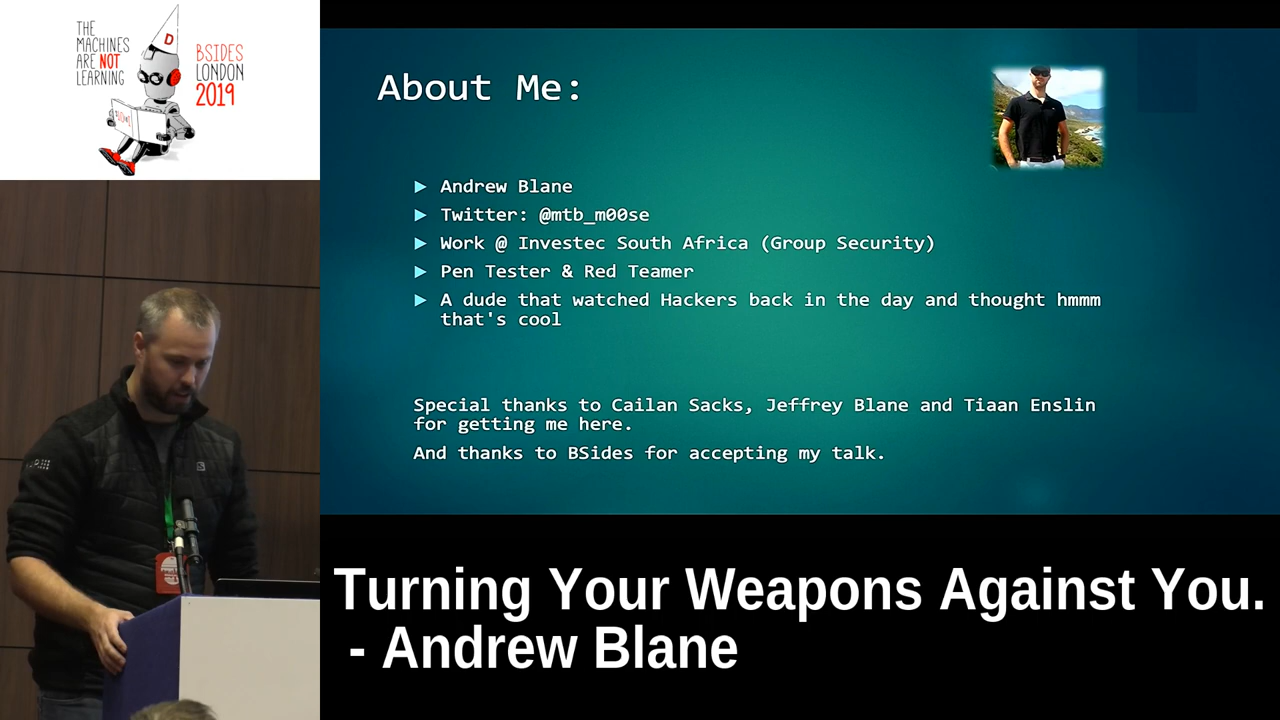 THE
MACHINES
ARE NOT
LEARNING
D
BSIDES
LONDON
2019
About Me:
Andrew Blane
Twitter: @mtb_m00se
Work @ Investec South Africa (Group Security)
Pen Tester & Red Teamer
A dude that watched Hackers back in the day and thought hmmm
that's cool
Special thanks to Cailan Sacks, Jeffrey Blane and Tiaan Enslin
for getting me here.
And thanks to BSides for accepting my talk.
Turning Your Weapons Against You.
- Andrew Blane